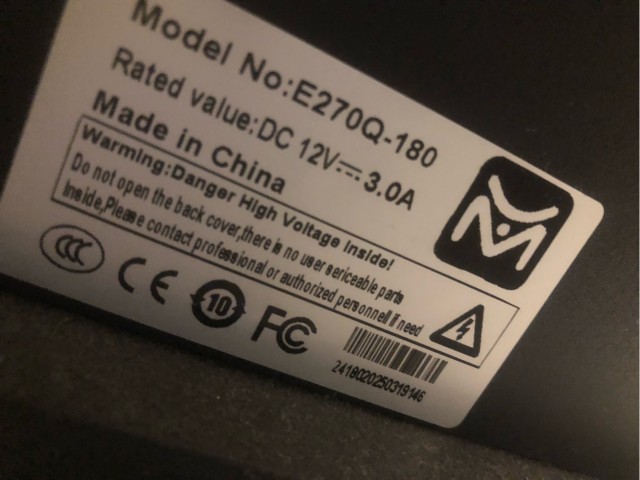 Model No:E270Q-180
Rated value:DC 12V⎓3.0A
Made in China
Warming:Danger High Voltage Inside!
Do not open the back cover,there is no user sericeable parts
Inside,Please contact professional or authorized personnell if need
CCC CE 10 FC
2418020250319146